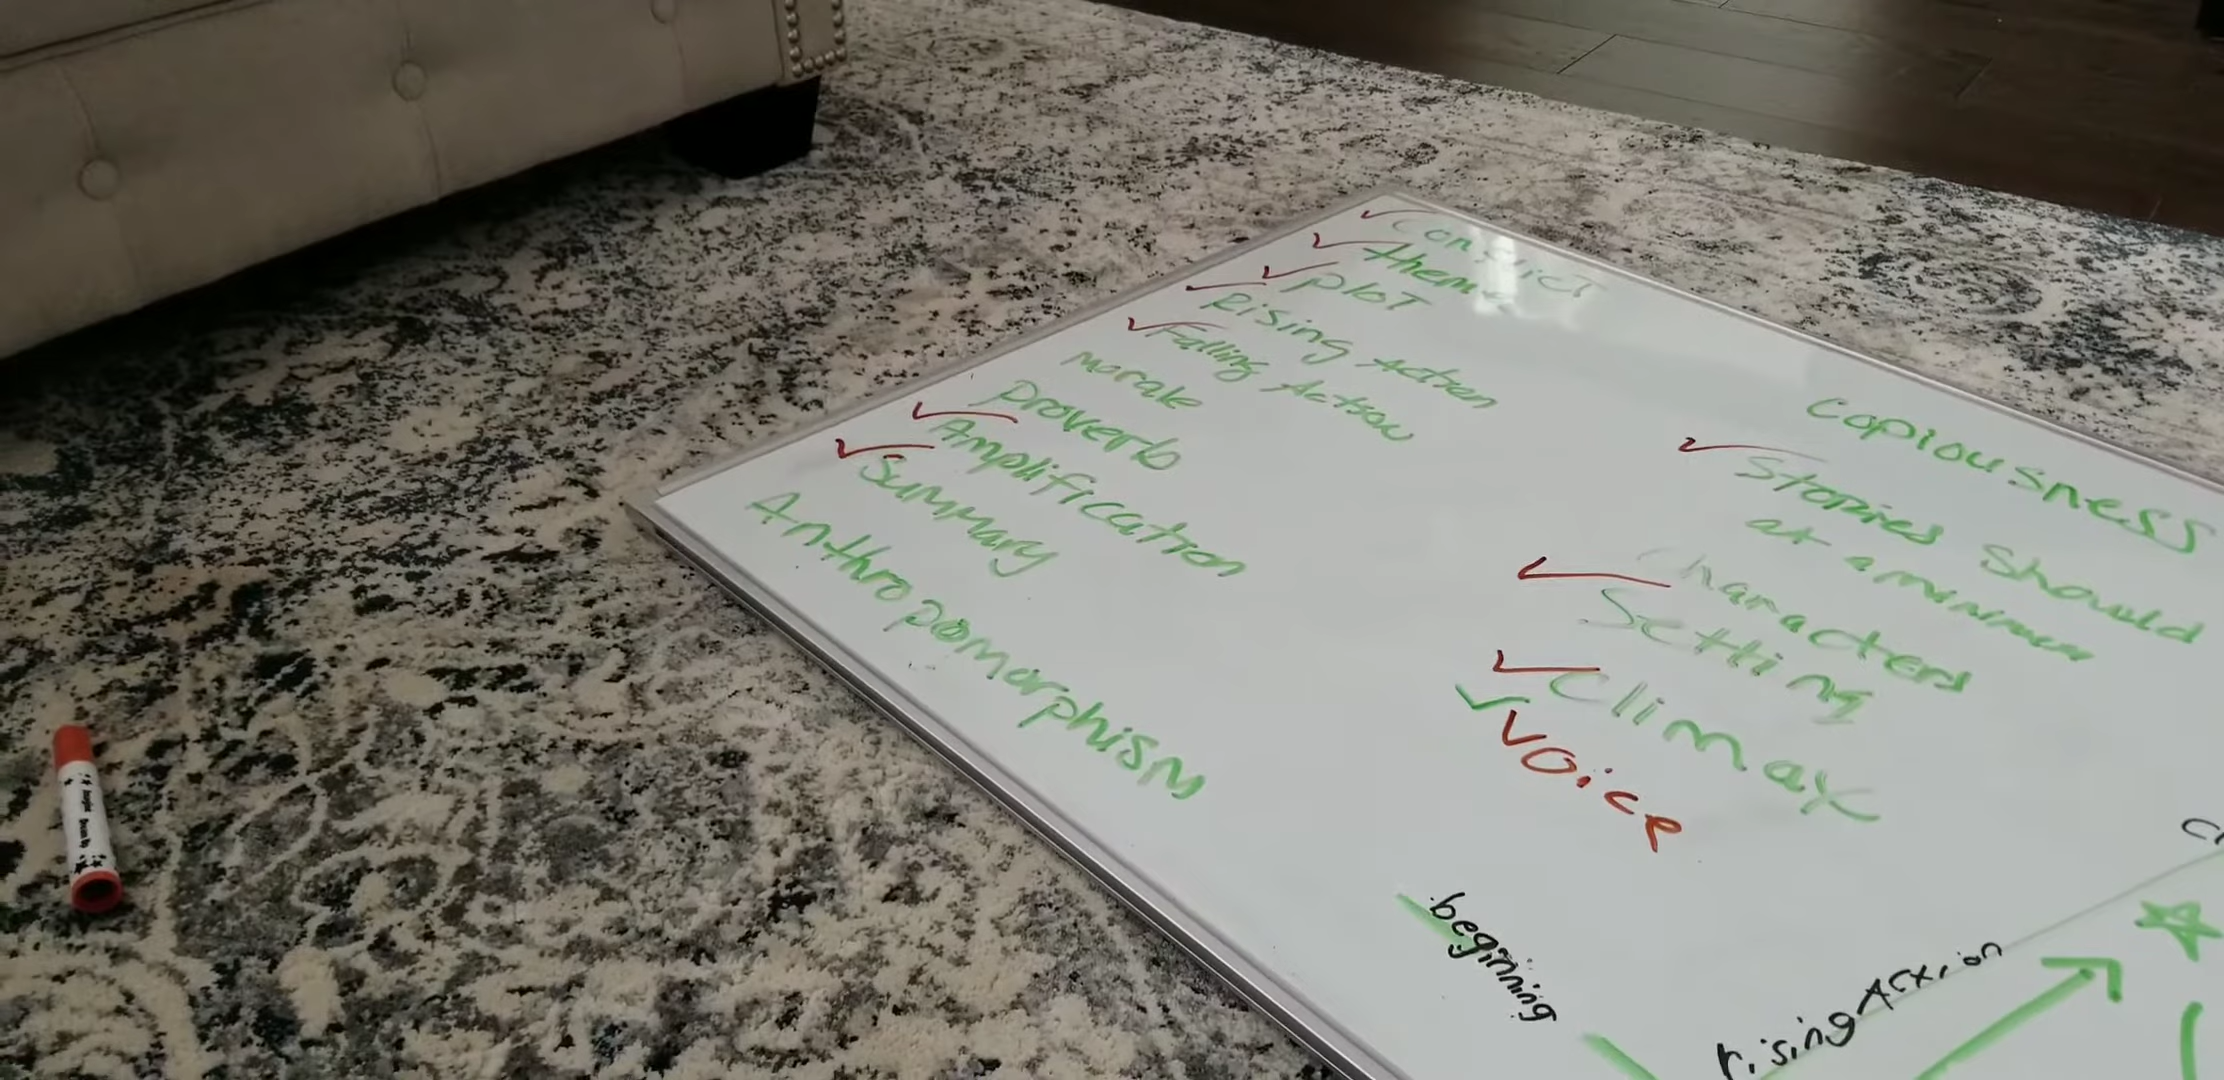 ✓ Conflict
✓ theme
✓ PloT
✓ Rising Action
✓ Falling Action
morale
proverb
✓ Amplification
✓ Summary
Anthropomorphism
Copiousness
✓ Stories should
at a minimum
✓ Characters
Setting
✓ Climax
✓ Voice
beginning
rising Action